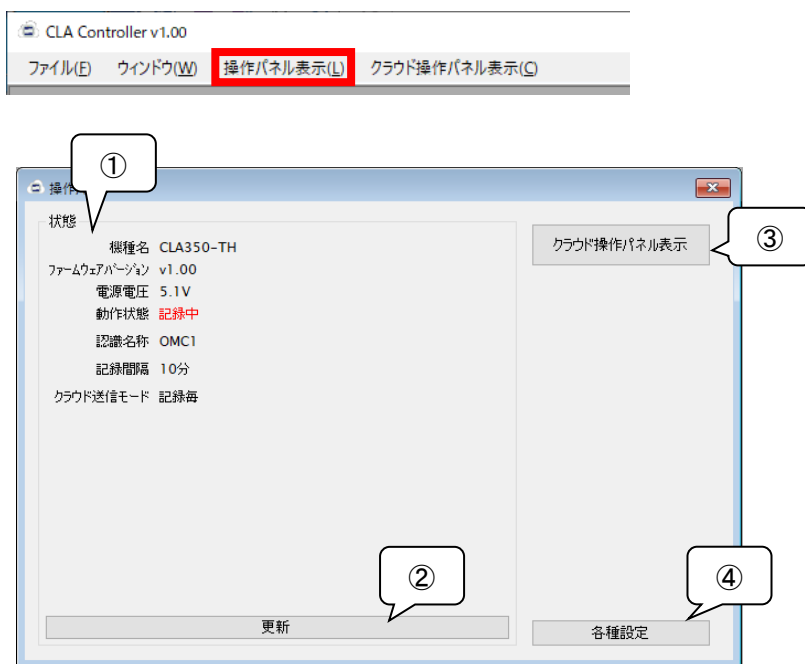 CLA Controller v1.00
ファイル(F) ウィンドウ(W) 操作パネル表示(L) クラウド操作パネル表示(C)
①
操作
状態
機種名 CLA350-TH
ファームウェアバージョン v1.00
電源電圧 5.1V
動作状態 記録中
認識名称 OMC1
記録間隔 10分
クラウド送信モード 記録毎
クラウド操作パネル表示
③
②
④
更新
各種設定